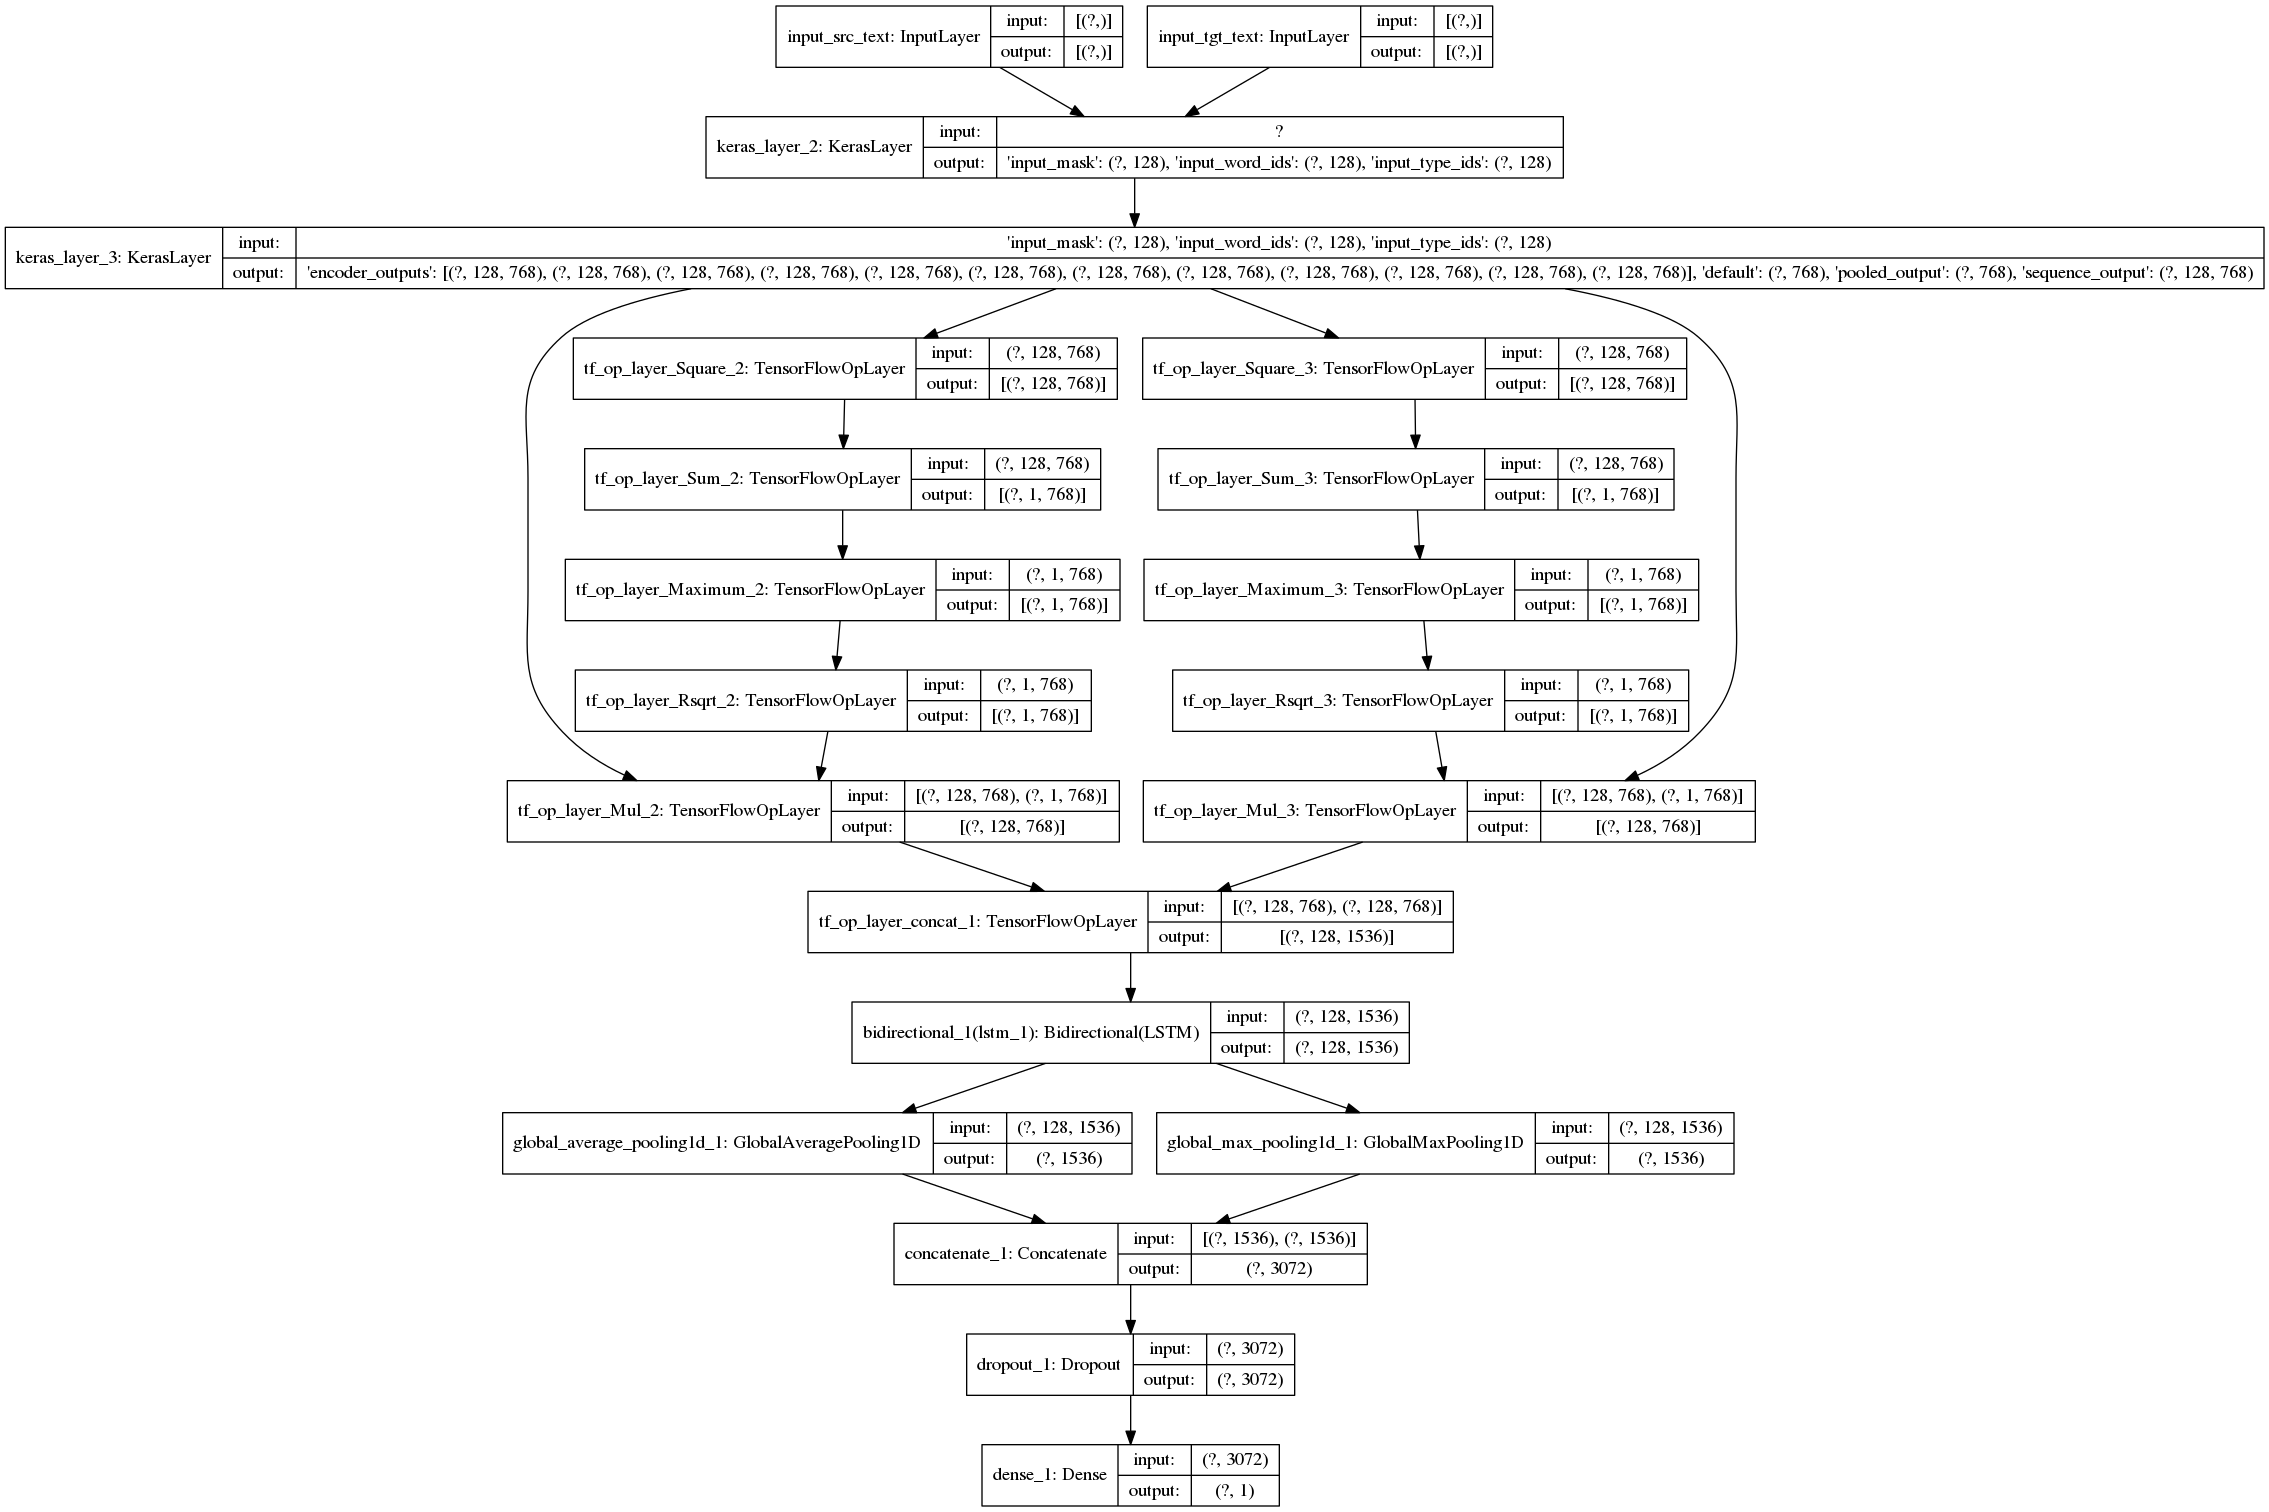 input_src_text: InputLayer
input: [(?,)]
output: [(?,)]
input_tgt_text: InputLayer
input: [(?,)]
output: [(?,)]
keras_layer_2: KerasLayer
input: ?
output: 'input_mask': (?, 128), 'input_word_ids': (?, 128), 'input_type_ids': (?, 128)
keras_layer_3: KerasLayer
input: 'input_mask': (?, 128), 'input_word_ids': (?, 128), 'input_type_ids': (?, 128)
output: 'encoder_outputs': [(?, 128, 768), (?, 128, 768), (?, 128, 768), (?, 128, 768), (?, 128, 768), (?, 128, 768), (?, 128, 768), (?, 128, 768), (?, 128, 768), (?, 128, 768), (?, 128, 768), (?, 128, 768)], 'default': (?, 768), 'pooled_output': (?, 768), 'sequence_output': (?, 128, 768)
tf_op_layer_Square_2: TensorFlowOpLayer
input: (?, 128, 768)
output: [(?, 128, 768)]
tf_op_layer_Square_3: TensorFlowOpLayer
input: (?, 128, 768)
output: [(?, 128, 768)]
tf_op_layer_Sum_2: TensorFlowOpLayer
input: (?, 128, 768)
output: [(?, 1, 768)]
tf_op_layer_Sum_3: TensorFlowOpLayer
input: (?, 128, 768)
output: [(?, 1, 768)]
tf_op_layer_Maximum_2: TensorFlowOpLayer
input: (?, 1, 768)
output: [(?, 1, 768)]
tf_op_layer_Maximum_3: TensorFlowOpLayer
input: (?, 1, 768)
output: [(?, 1, 768)]
tf_op_layer_Rsqrt_2: TensorFlowOpLayer
input: (?, 1, 768)
output: [(?, 1, 768)]
tf_op_layer_Rsqrt_3: TensorFlowOpLayer
input: (?, 1, 768)
output: [(?, 1, 768)]
tf_op_layer_Mul_2: TensorFlowOpLayer
input: [(?, 128, 768), (?, 1, 768)]
output: [(?, 128, 768)]
tf_op_layer_Mul_3: TensorFlowOpLayer
input: [(?, 128, 768), (?, 1, 768)]
output: [(?, 128, 768)]
tf_op_layer_concat_1: TensorFlowOpLayer
input: [(?, 128, 768), (?, 128, 768)]
output: [(?, 128, 1536)]
bidirectional_1(lstm_1): Bidirectional(LSTM)
input: (?, 128, 1536)
output: (?, 128, 1536)
global_average_pooling1d_1: GlobalAveragePooling1D
input: (?, 128, 1536)
output: (?, 1536)
global_max_pooling1d_1: GlobalMaxPooling1D
input: (?, 128, 1536)
output: (?, 1536)
concatenate_1: Concatenate
input: [(?, 1536), (?, 1536)]
output: (?, 3072)
dropout_1: Dropout
input: (?, 3072)
output: (?, 3072)
dense_1: Dense
input: (?, 3072)
output: (?, 1)